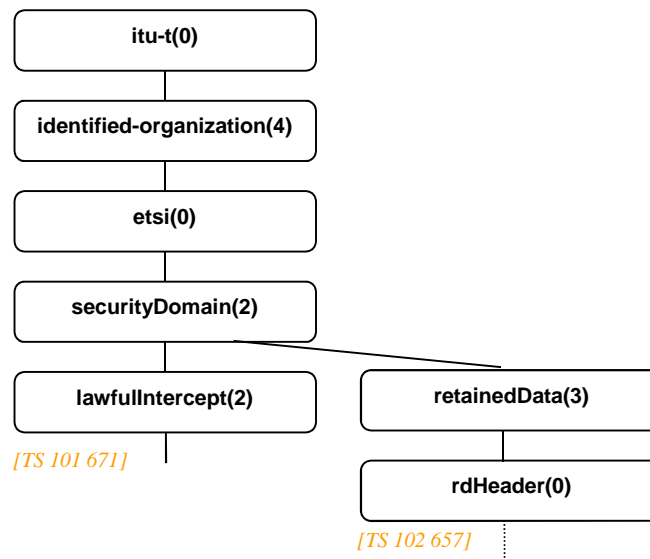 itu-t(0)
identified-organization(4)
etsi(0)
securityDomain(2)
lawfulIntercept(2)
retainedData(3)
[TS 101 671]
rdHeader(0)
[TS 102 657]